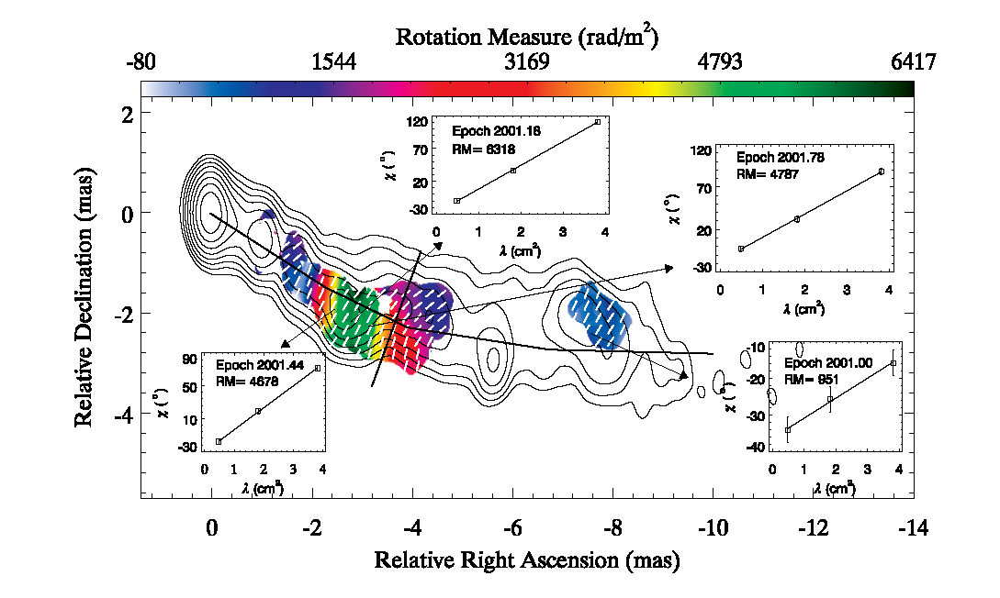 Rotation Measure (rad/m²)
-80 1544 3169 4793 6417
Relative Declination (mas)
2
0
-2
-4
120
70
20
-30
χ (°)
Epoch 2001.18
RM= 6318
0 1 2 3 4
λ (cm²)
120
70
20
-30
χ (°)
Epoch 2001.78
RM= 4787
0 1 2 3 4
λ (cm²)
90
50
10
-30
χ (°)
Epoch 2001.44
RM= 4678
0 1 2 3 4
λ (cm²)
-10
-20
-30
-40
χ (°)
Epoch 2001.00
RM= 951
0 1 2 3 4
λ (cm²)
0 -2 -4 -6 -8 -10 -12 -14
Relative Right Ascension (mas)